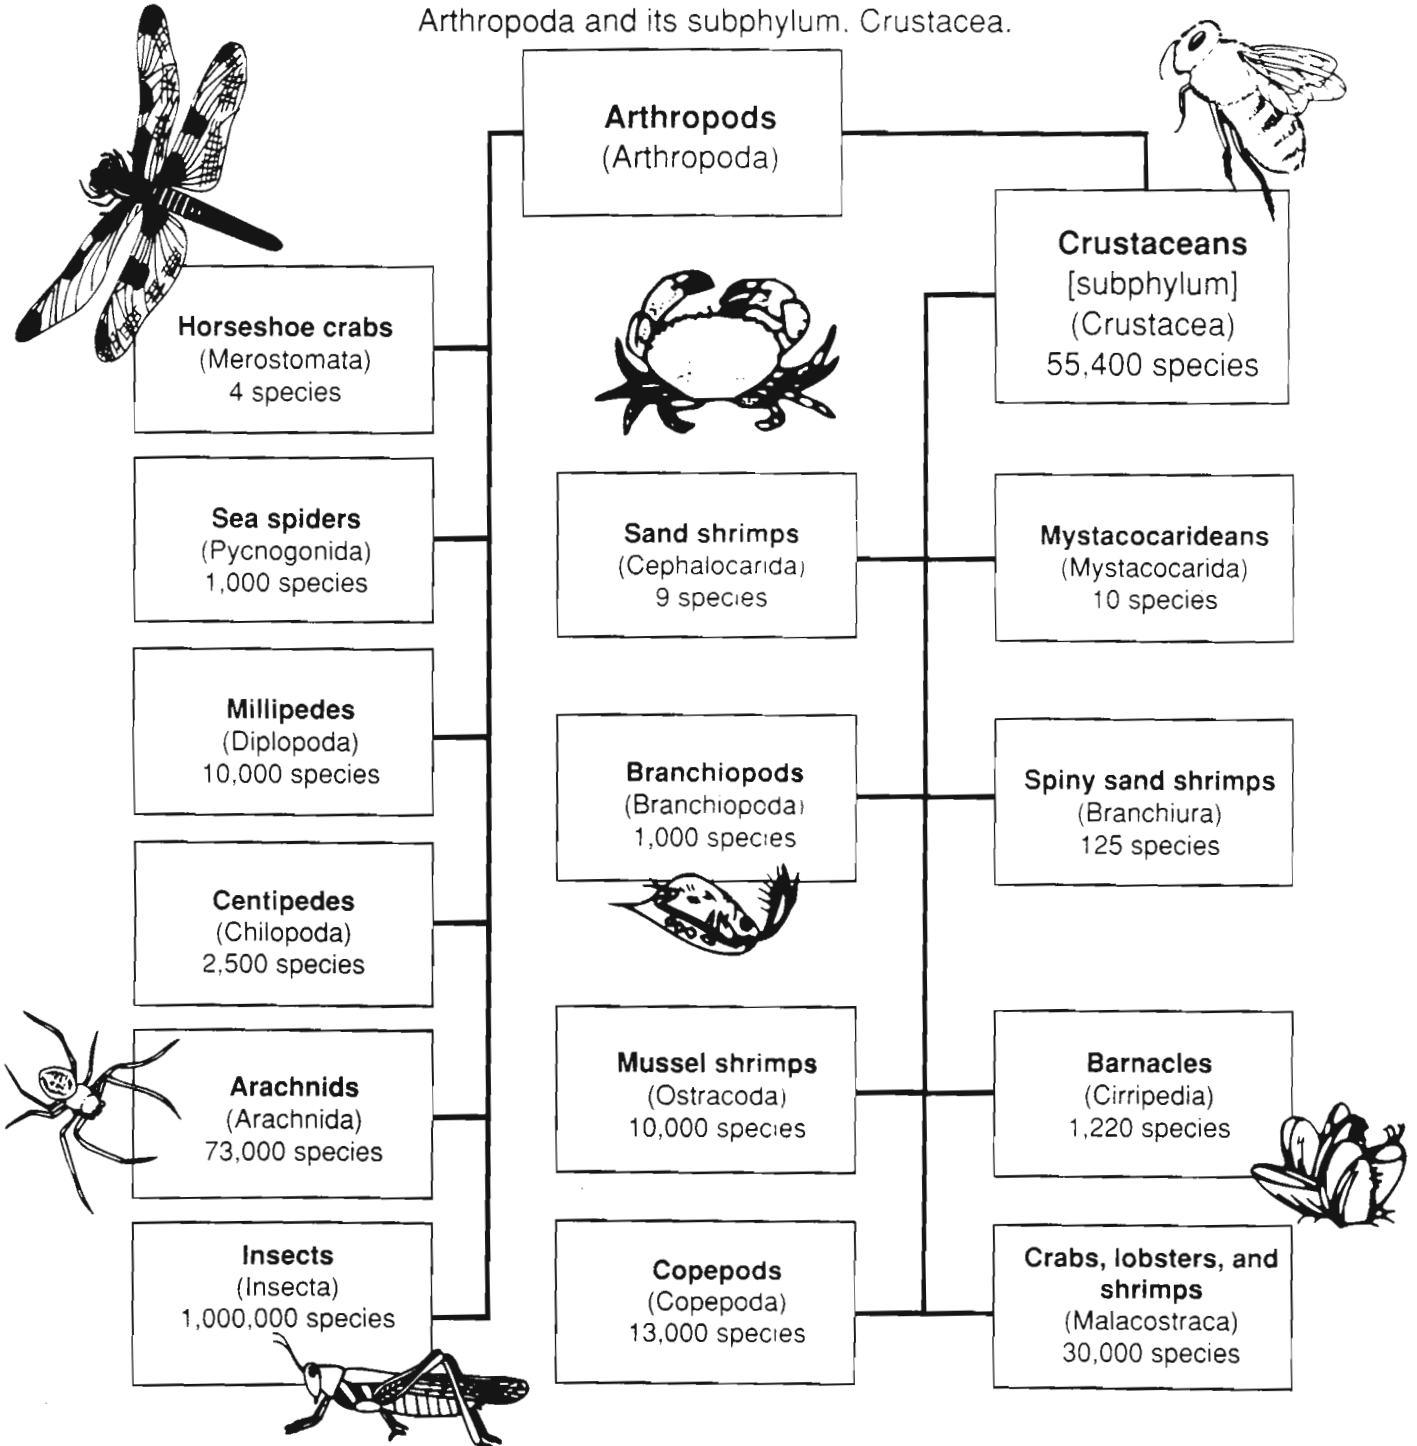 Arthropoda and its subphylum. Crustacea.
Arthropods
(Arthropoda)
Crustaceans
[subphylum]
(Crustacea)
55,400 species
Horseshoe crabs
(Merostomata)
4 species
Sea spiders
(Pycnogonida)
1,000 species
Millipedes
(Diplopoda)
10,000 species
Centipedes
(Chilopoda)
2,500 species
Arachnids
(Arachnida)
73,000 species
Insects
(Insecta)
1,000,000 species
Sand shrimps
(Cephalocarida)
9 species
Mystacocarideans
(Mystacocarida)
10 species
Branchiopods
(Branchiopoda)
1,000 species
Spiny sand shrimps
(Branchiura)
125 species
Mussel shrimps
(Ostracoda)
10,000 species
Barnacles
(Cirripedia)
1,220 species
Copepods
(Copepoda)
13,000 species
Crabs, lobsters, and
shrimps
(Malacostraca)
30,000 species